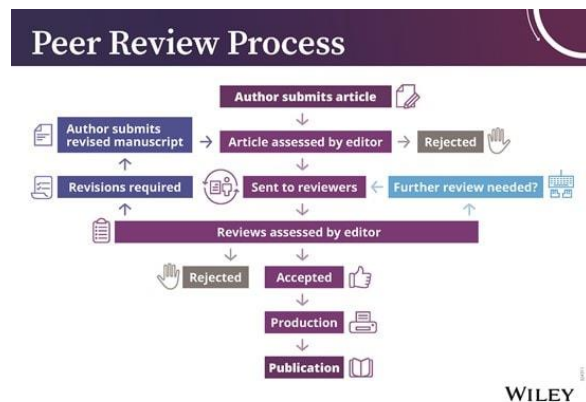 Peer Review Process
Author submits article
Author submits
revised manuscript
Article assessed by editor
Rejected
Revisions required
Sent to reviewers
Further review needed?
Reviews assessed by editor
Rejected
Accepted
Production
Publication
WILEY